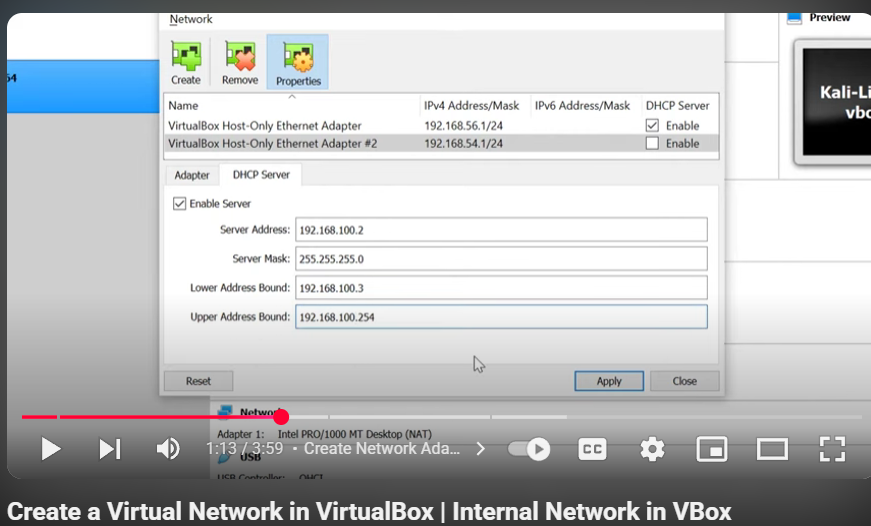 Network
Preview
Create Remove Properties
Name IPv4 Address/Mask IPv6 Address/Mask DHCP Server
VirtualBox Host-Only Ethernet Adapter 192.168.56.1/24 Enable
VirtualBox Host-Only Ethernet Adapter #2 192.168.54.1/24 Enable
Kali-Li
vbo
Adapter DHCP Server
Enable Server
Server Address: 192.168.100.2
Server Mask: 255.255.255.0
Lower Address Bound: 192.168.100.3
Upper Address Bound: 192.168.100.254
Reset Apply Close
Adapter 1: Intel PRO/1000 MT Desktop (NAT)
1:13 / 3:59 • Create Network Ada... >
CC
USB
Create a Virtual Network in VirtualBox | Internal Network in VBox